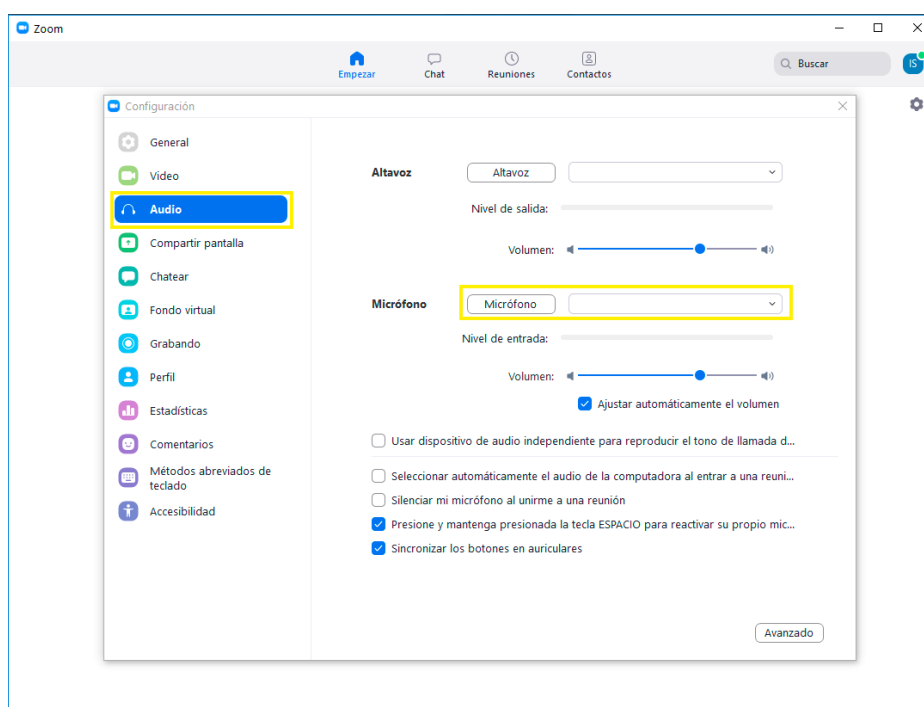 Zoom
Empezar
Chat
Reuniones
Contactos
Buscar
IS
Configuración
General
Video
Audio
Compartir pantalla
Chatear
Fondo virtual
Grabando
Perfil
Estadísticas
Comentarios
Métodos abreviados de
teclado
Accesibilidad
Altavoz
Altavoz
Nivel de salida:
Volumen:
Micrófono
Micrófono
Nivel de entrada:
Volumen:
Ajustar automáticamente el volumen
Usar dispositivo de audio independiente para reproducir el tono de llamada d...
Seleccionar automáticamente el audio de la computadora al entrar a una reuni...
Silenciar mi micrófono al unirme a una reunión
Presione y mantenga presionada la tecla ESPACIO para reactivar su propio mic...
Sincronizar los botones en auriculares
Avanzado